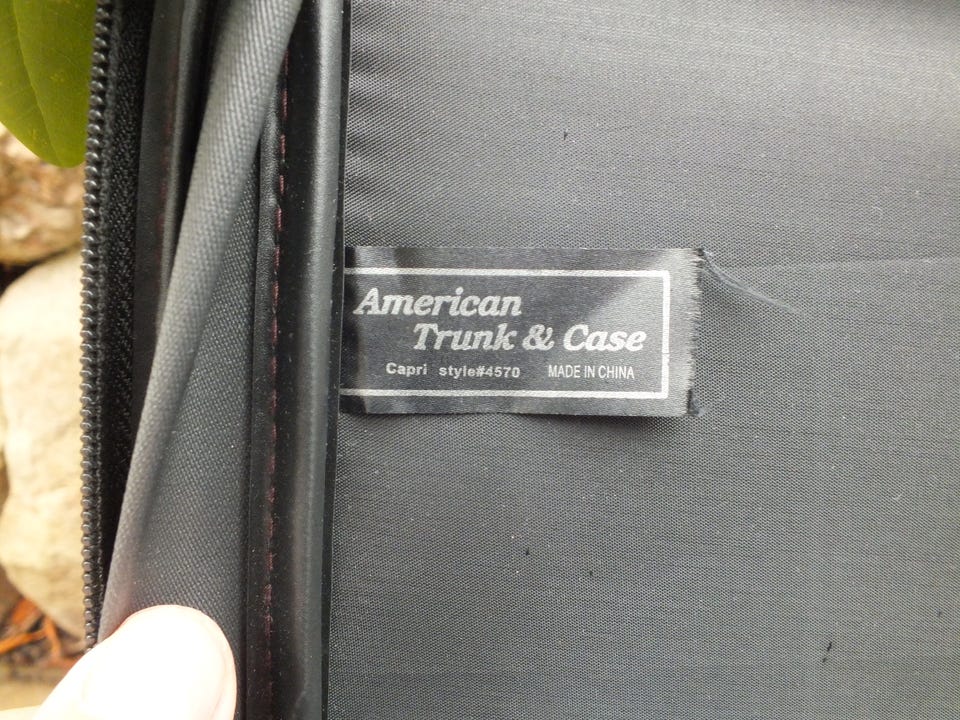 American
Trunk & Case
Capri style#4570 MADE IN CHINA